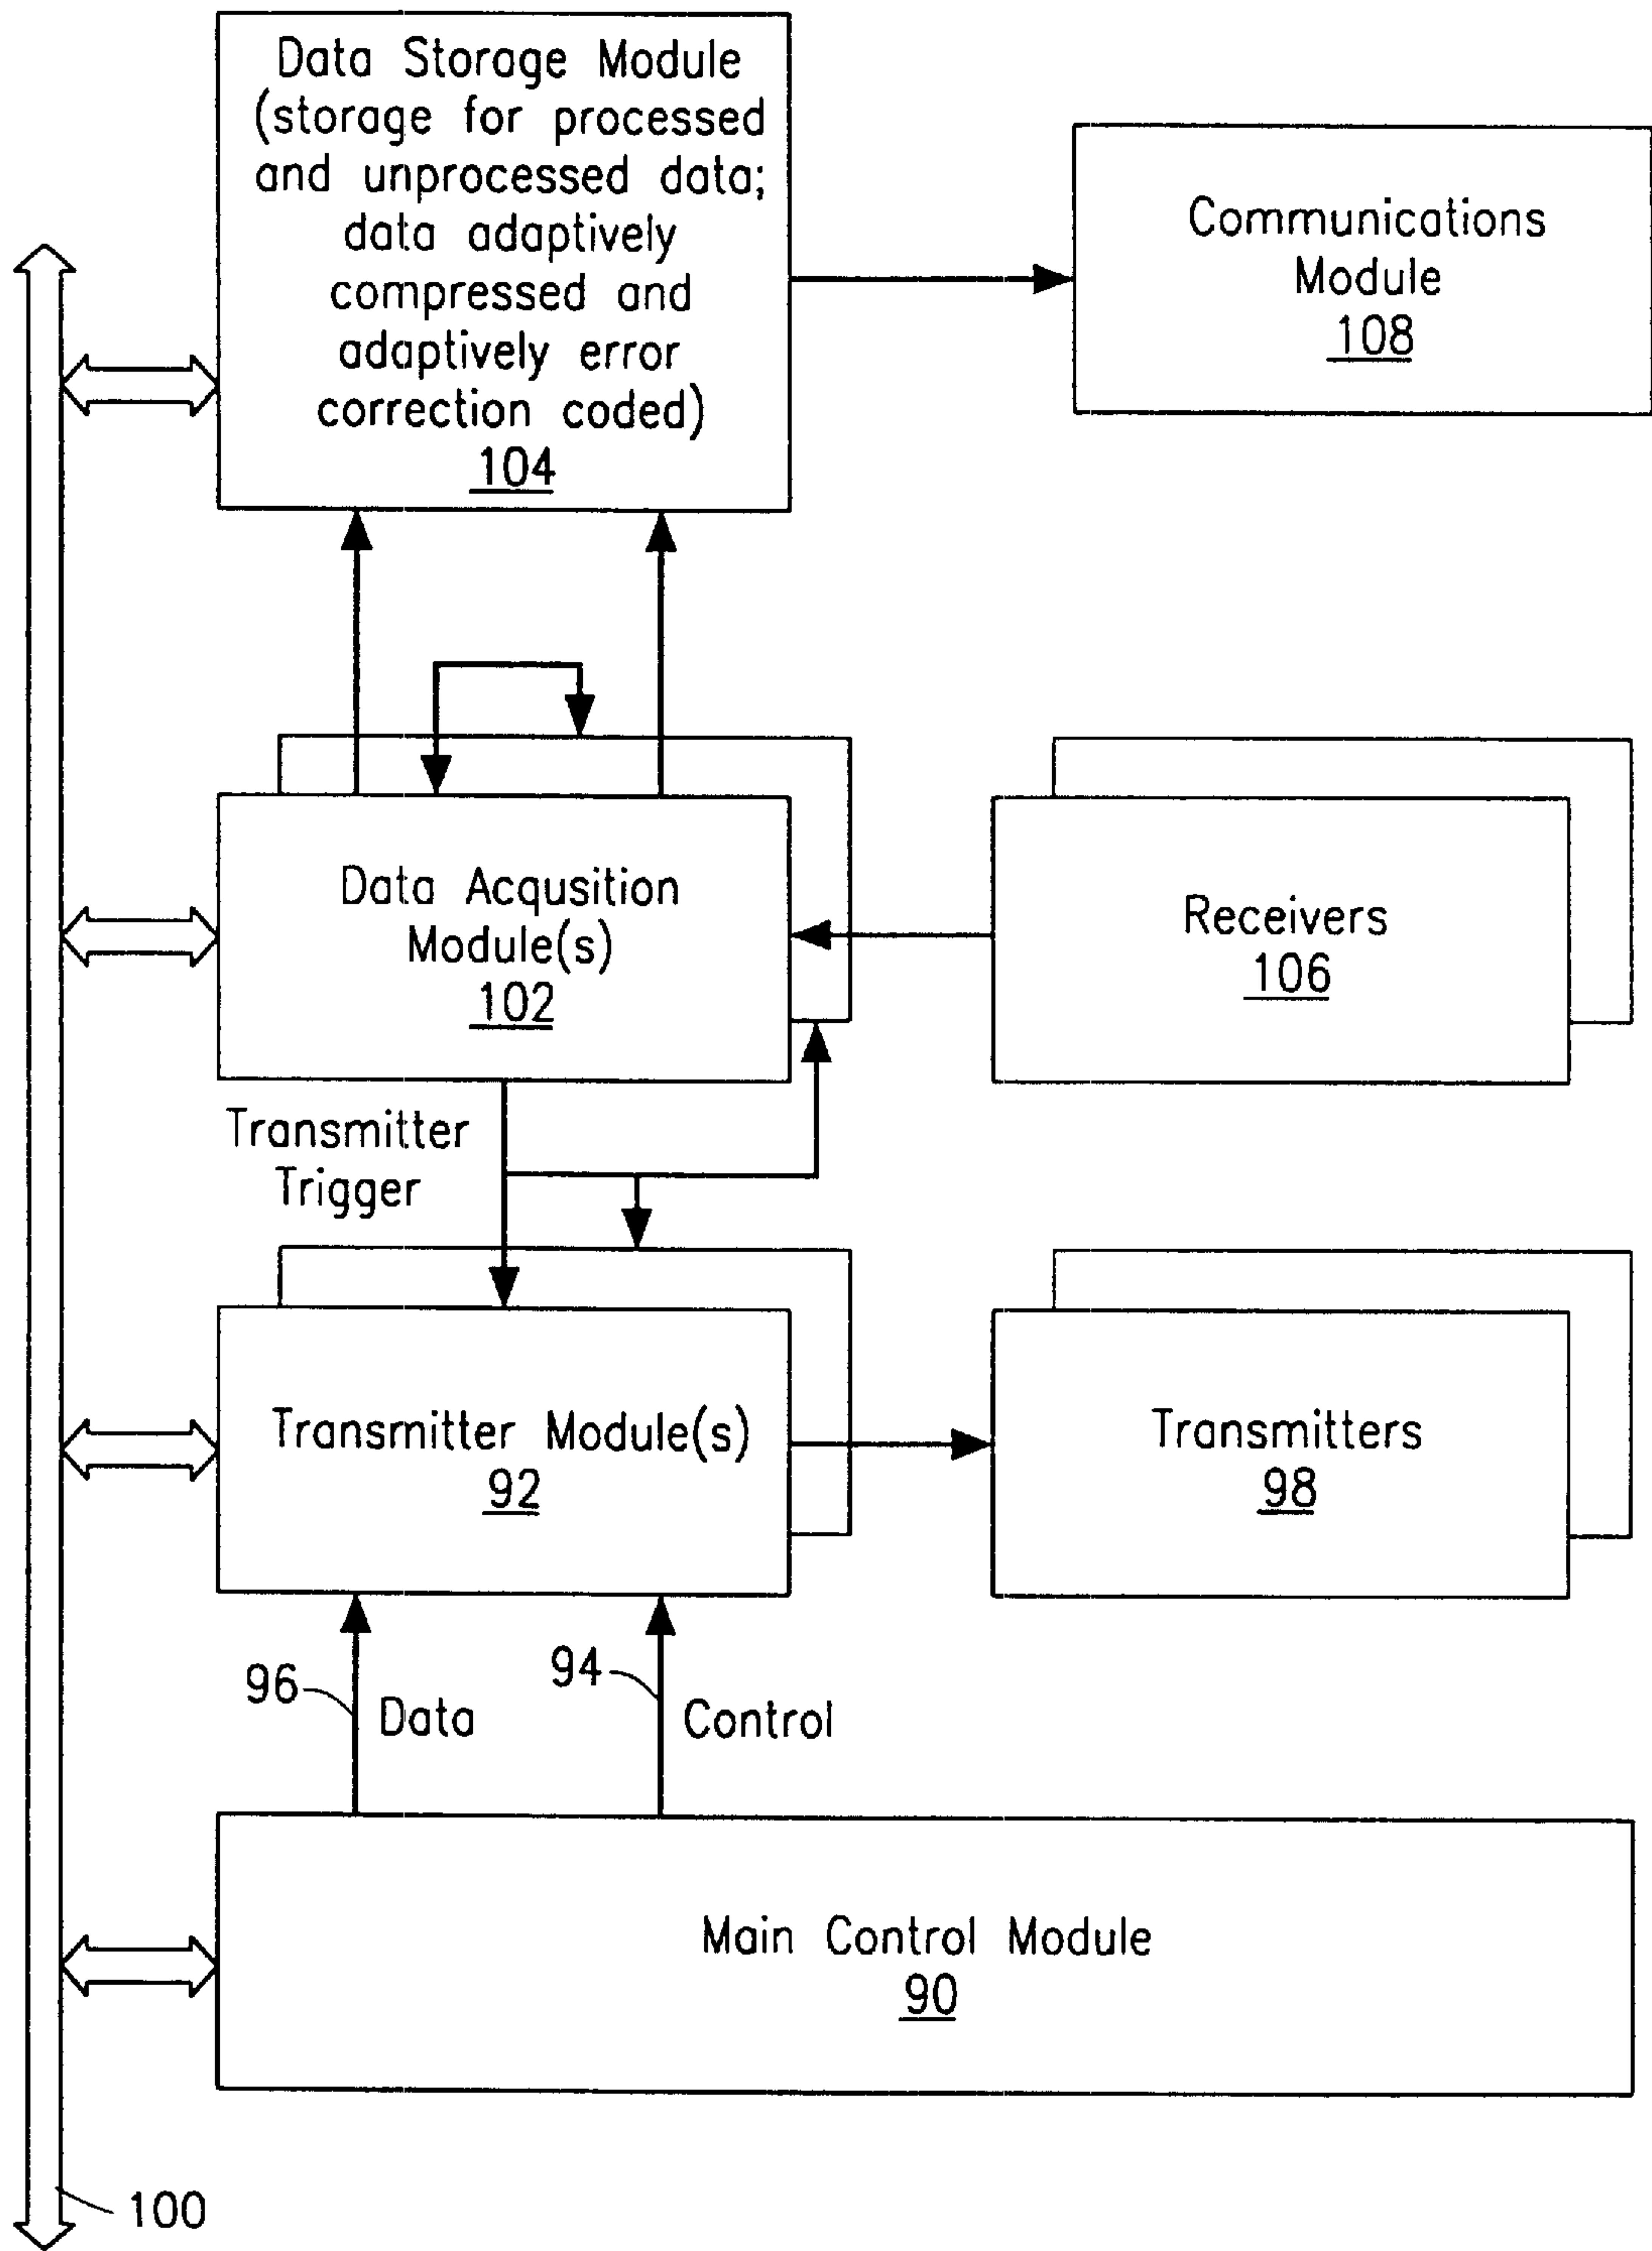 Data Storage Module
(storage for processed
and unprocessed data;
data adaptively
compressed and
adaptively error
correction coded)
104
Communications
Module
108
Data Acqusition
Module(s)
102
Receivers
106
Transmitter
Trigger
Transmitter Module(s)
92
Transmitters
98
96
Data
94
Control
Main Control Module
90
100